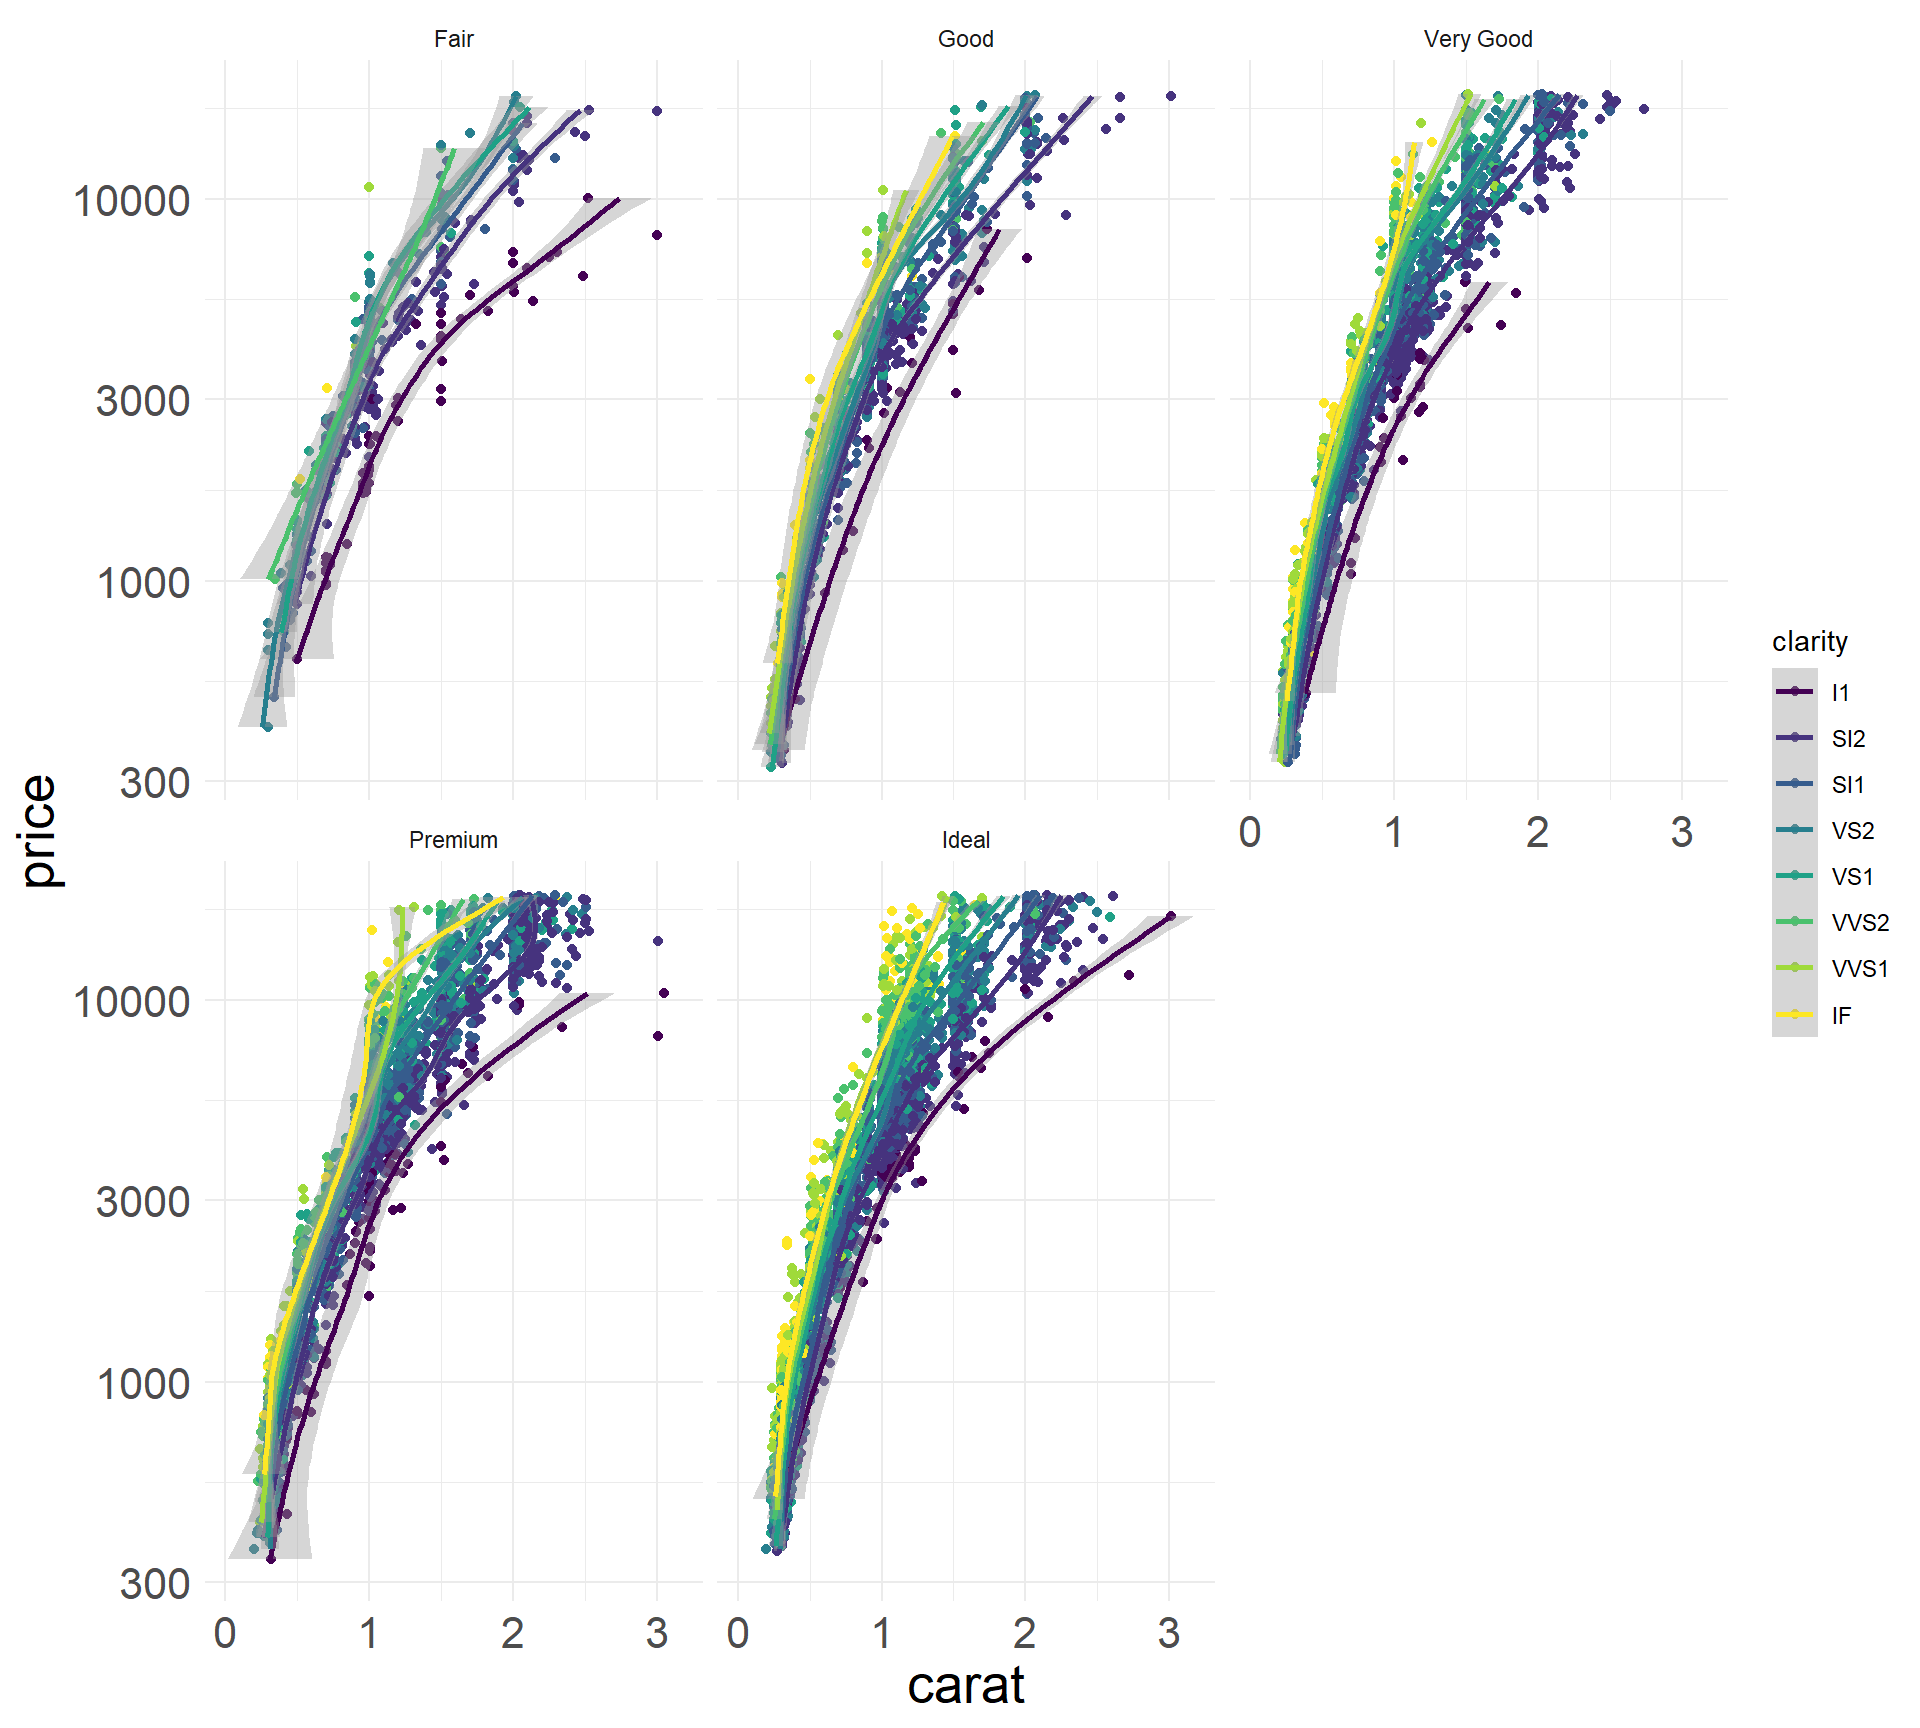 Fair
Good
Very Good
10000
3000
1000
300
0 1 2 3
Premium
Ideal
10000
3000
1000
300
0 1 2 3
0 1 2 3
price
carat
clarity
I1
SI2
SI1
VS2
VS1
VVS2
VVS1
IF